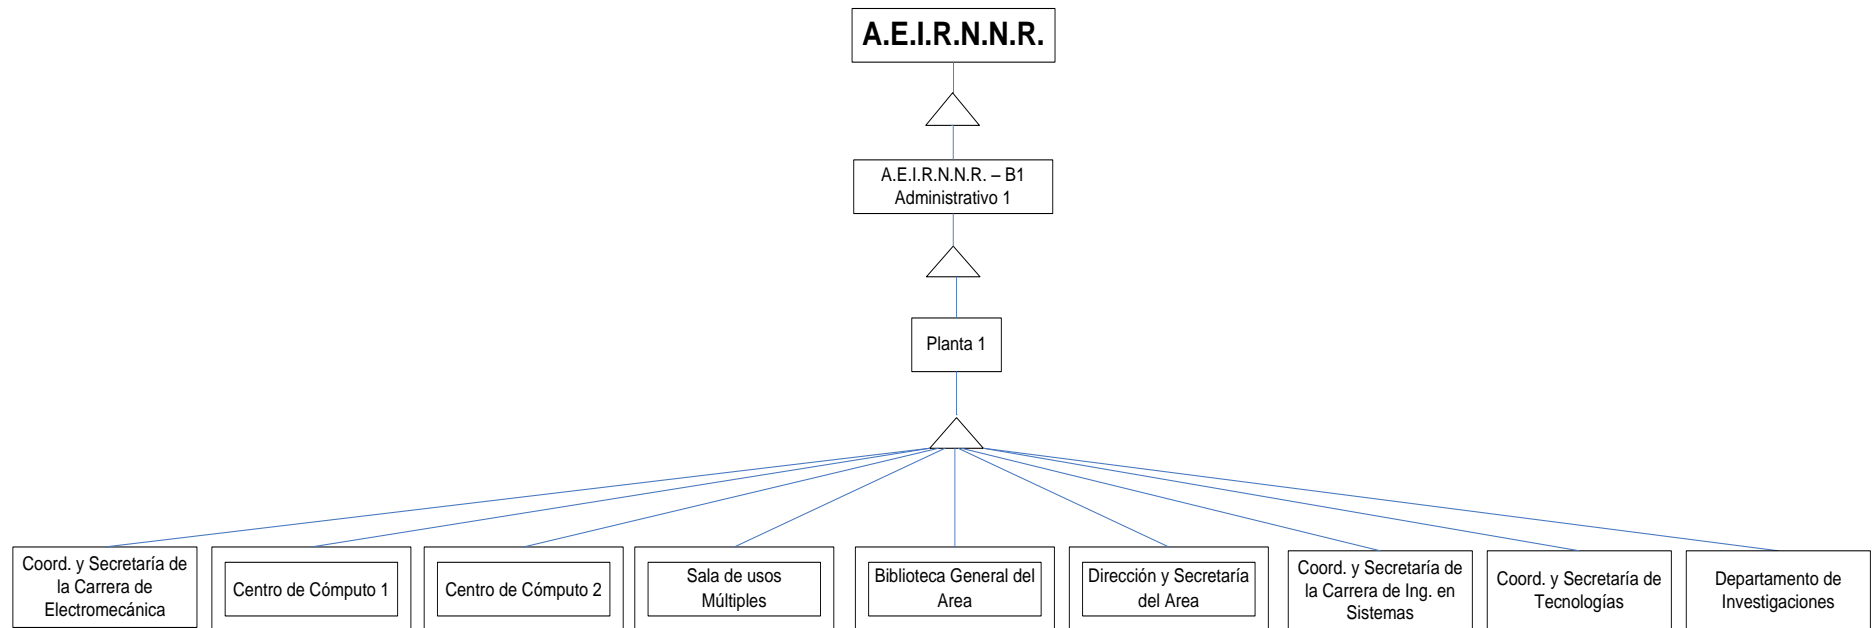 A.E.I.R.N.N.R.
A.E.I.R.N.N.R. – B1
Administrativo 1
Planta 1
Coord. y Secretaría de
la Carrera de
Electromecánica
Centro de Cómputo 1
Centro de Cómputo 2
Sala de usos
Múltiples
Biblioteca General del
Area
Dirección y Secretaría
del Area
Coord. y Secretaría de
la Carrera de Ing. en
Sistemas
Coord. y Secretaría de
Tecnologías
Departamento de
Investigaciones